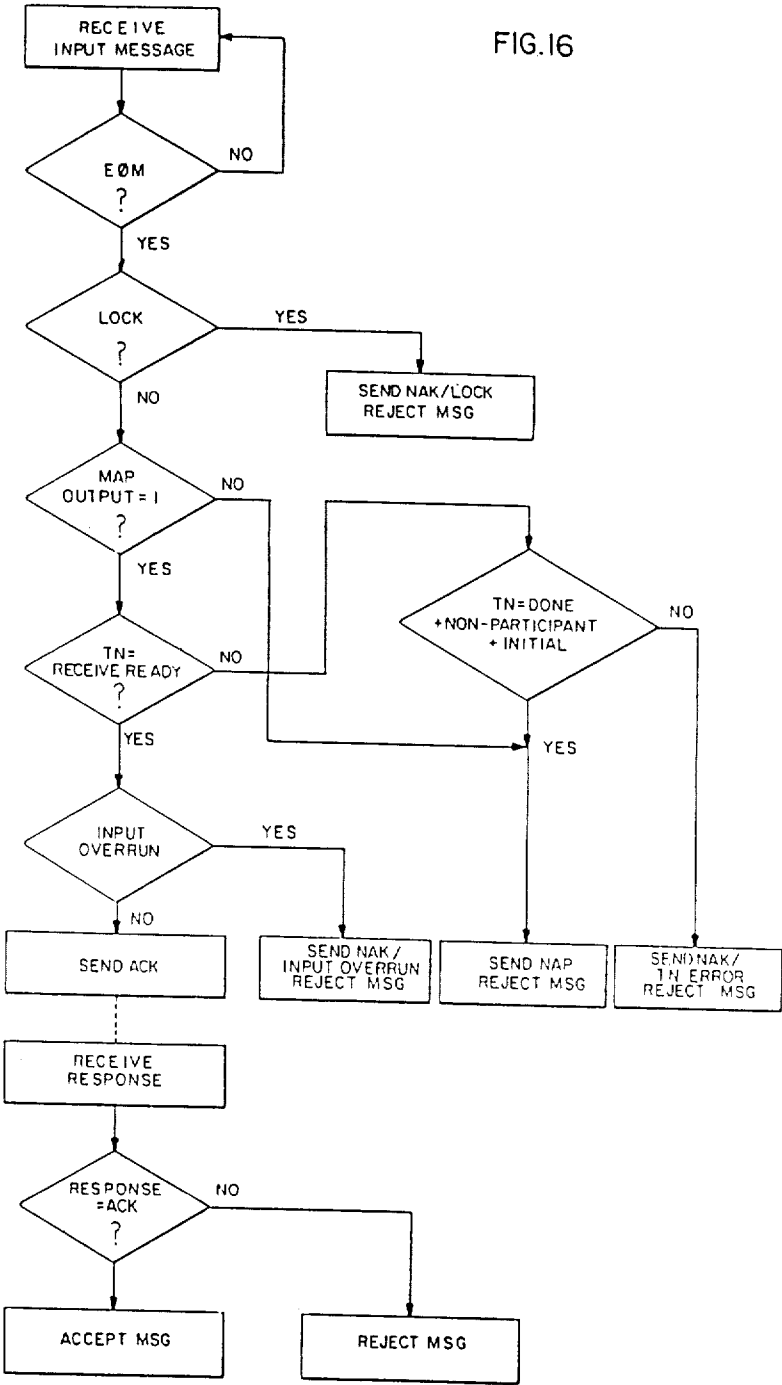 FIG.16
RECEIVE
INPUT MESSAGE
EØM
?
NO
YES
LOCK
?
YES
NO
SEND NAK/LOCK
REJECT MSG
MAP
OUTPUT = 1
?
NO
YES
TN=
RECEIVE READY
?
NO
YES
TN=DONE
+NON-PARTICIPANT
+ INITIAL
NO
YES
INPUT
OVERRUN
YES
NO
SEND ACK
SEND NAK/
INPUT OVERRUN
REJECT MSG
SEND NAP
REJECT MSG
SEND NAK/
TN ERROR
REJECT MSG
RECEIVE
RESPONSE
RESPONSE
=ACK
?
NO
YES
ACCEPT MSG
REJECT MSG